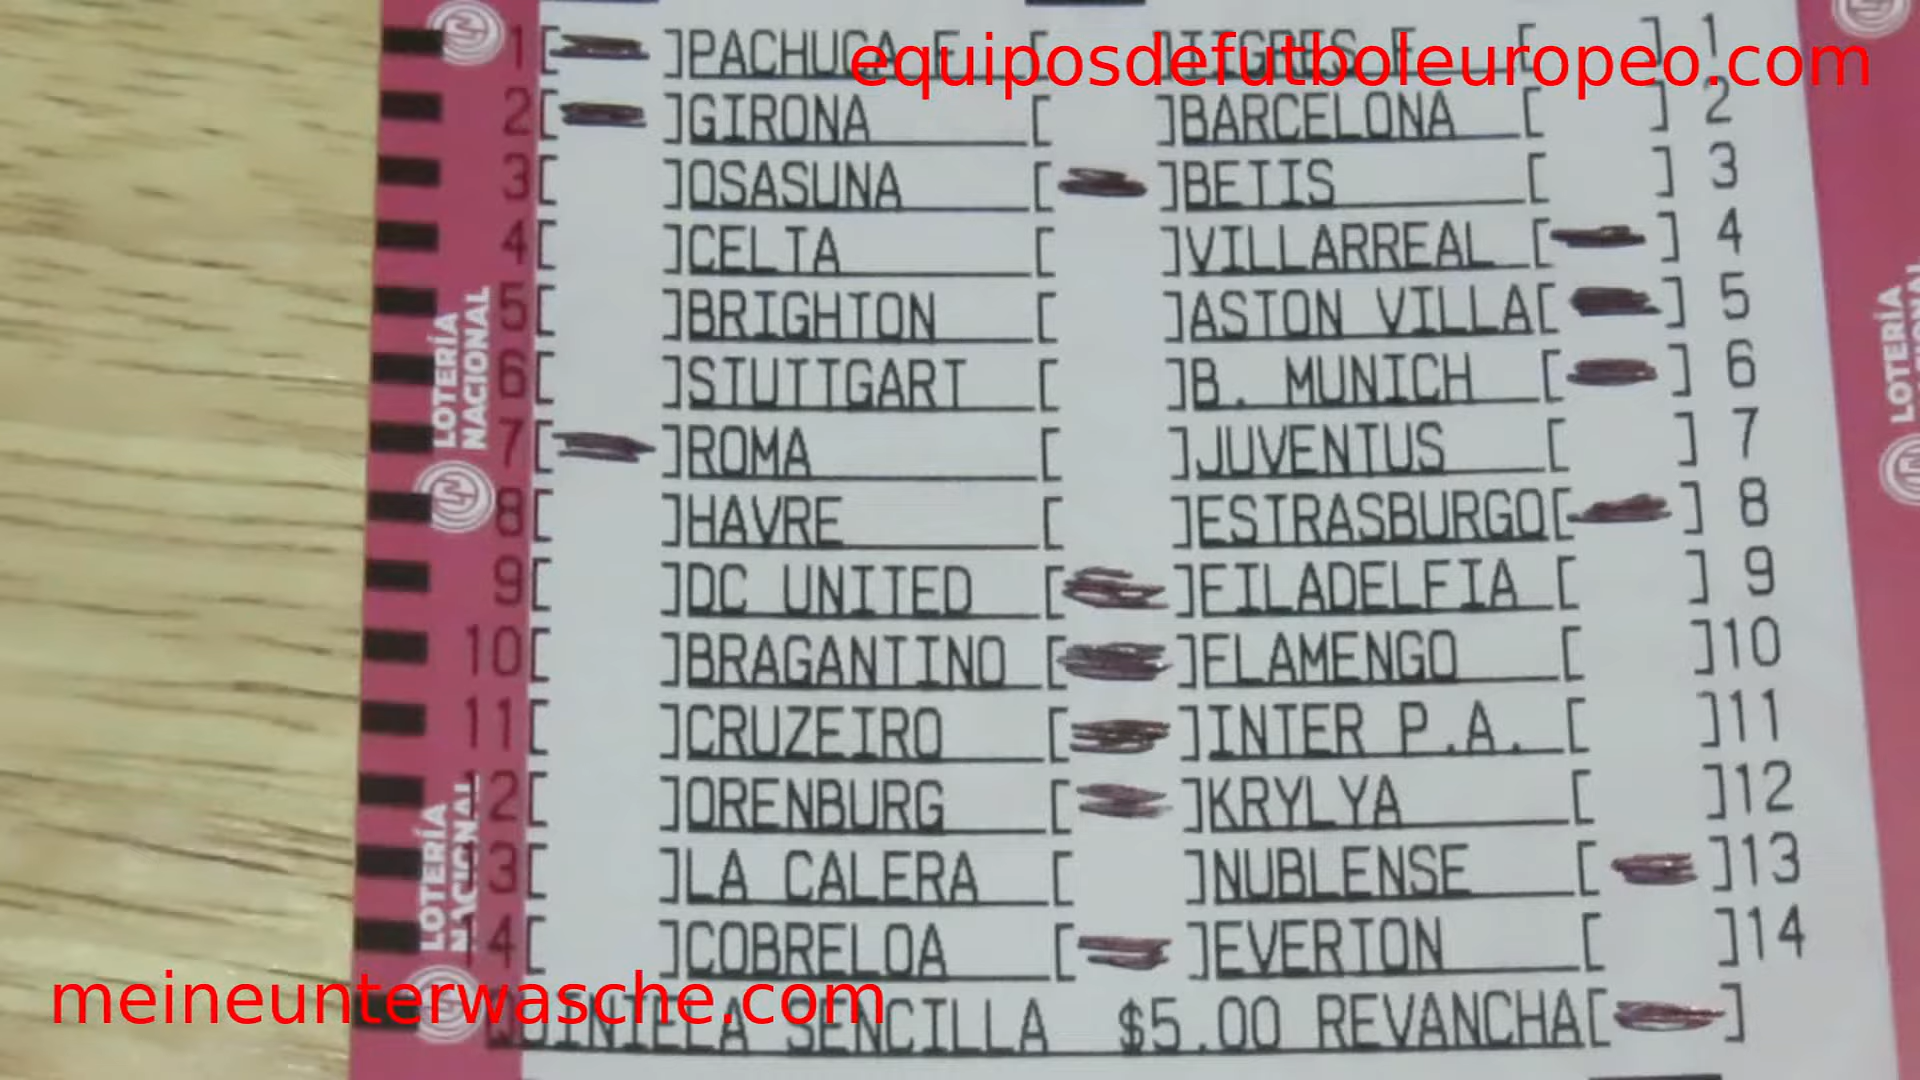 equiposdefutboleuropeo.com
1[ ]PACHUCA F [ ]TIGRES F [ ] 1
2[ ]GIRONA [ ]BARCELONA [ ] 2
3[ ]OSASUNA [ ]BETIS [ ] 3
4[ ]CELTA [ ]VILLARREAL [ ] 4
5[ ]BRIGHTON [ ]ASTON VILLA[ ] 5
6[ ]STUTTGART [ ]B. MUNICH [ ] 6
7[ ]ROMA [ ]JUVENTUS [ ] 7
8[ ]HAVRE [ ]ESTRASBURGO[ ] 8
9[ ]DC UNITED [ ]FILADELFIA [ ] 9
10[ ]BRAGANTINO [ ]FLAMENGO [ ]10
11[ ]CRUZEIRO [ ]INTER P.A. [ ]11
12[ ]ORENBURG [ ]KRYLYA [ ]12
13[ ]LA CALERA [ ]NUBLENSE [ ]13
14[ ]COBRELOA [ ]EVERTON [ ]14
QUINIELA SENCILLA $5.00 REVANCHA[ ]
LOTERÍA
NACIONAL
LOTERÍA
NACIONAL
LOTERÍA
meineunterwasche.com